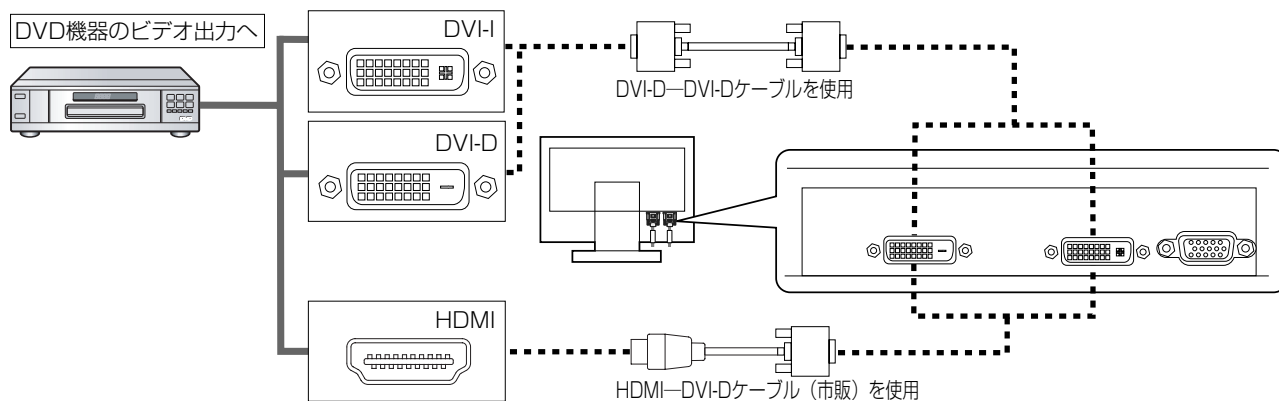 DVD機器のビデオ出力へ
DVI-I
DVI-D―DVI-Dケーブルを使用
DVI-D
HDMI
HDMI―DVI-Dケーブル（市販）を使用